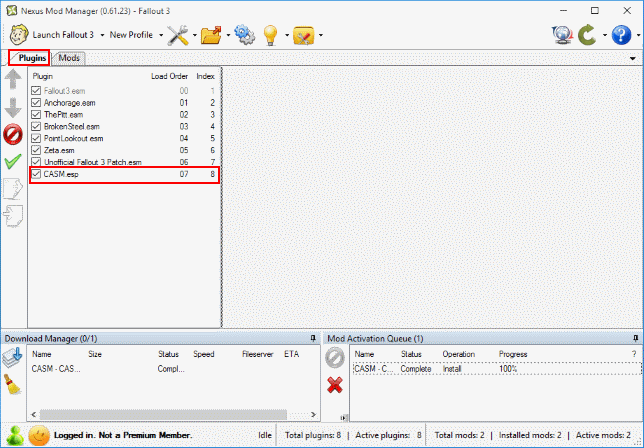 Nexus Mod Manager (0.61.23) - Fallout 3
Launch Fallout 3 New Profile
Plugins Mods
Plugin Load Order Index
Fallout3.esm 00 1
Anchorage.esm 01 2
ThePitt.esm 02 3
BrokenSteel.esm 03 4
PointLookout.esm 04 5
Zeta.esm 05 6
Unofficial Fallout 3 Patch.esm 06 7
CASM.esp 07 8
Download Manager (0/1) Mod Activation Queue (1)
Name Size Status Speed Fileserver ETA Name Status Operation Progress ?
CASM - CAS... Compl... CASM - C... Complete Install 100%
Logged in. Not a Premium Member. Idle Total plugins: 8 | Active plugins: 8 Total mods: 2 | Installed mods: 2 | Active mods: 2